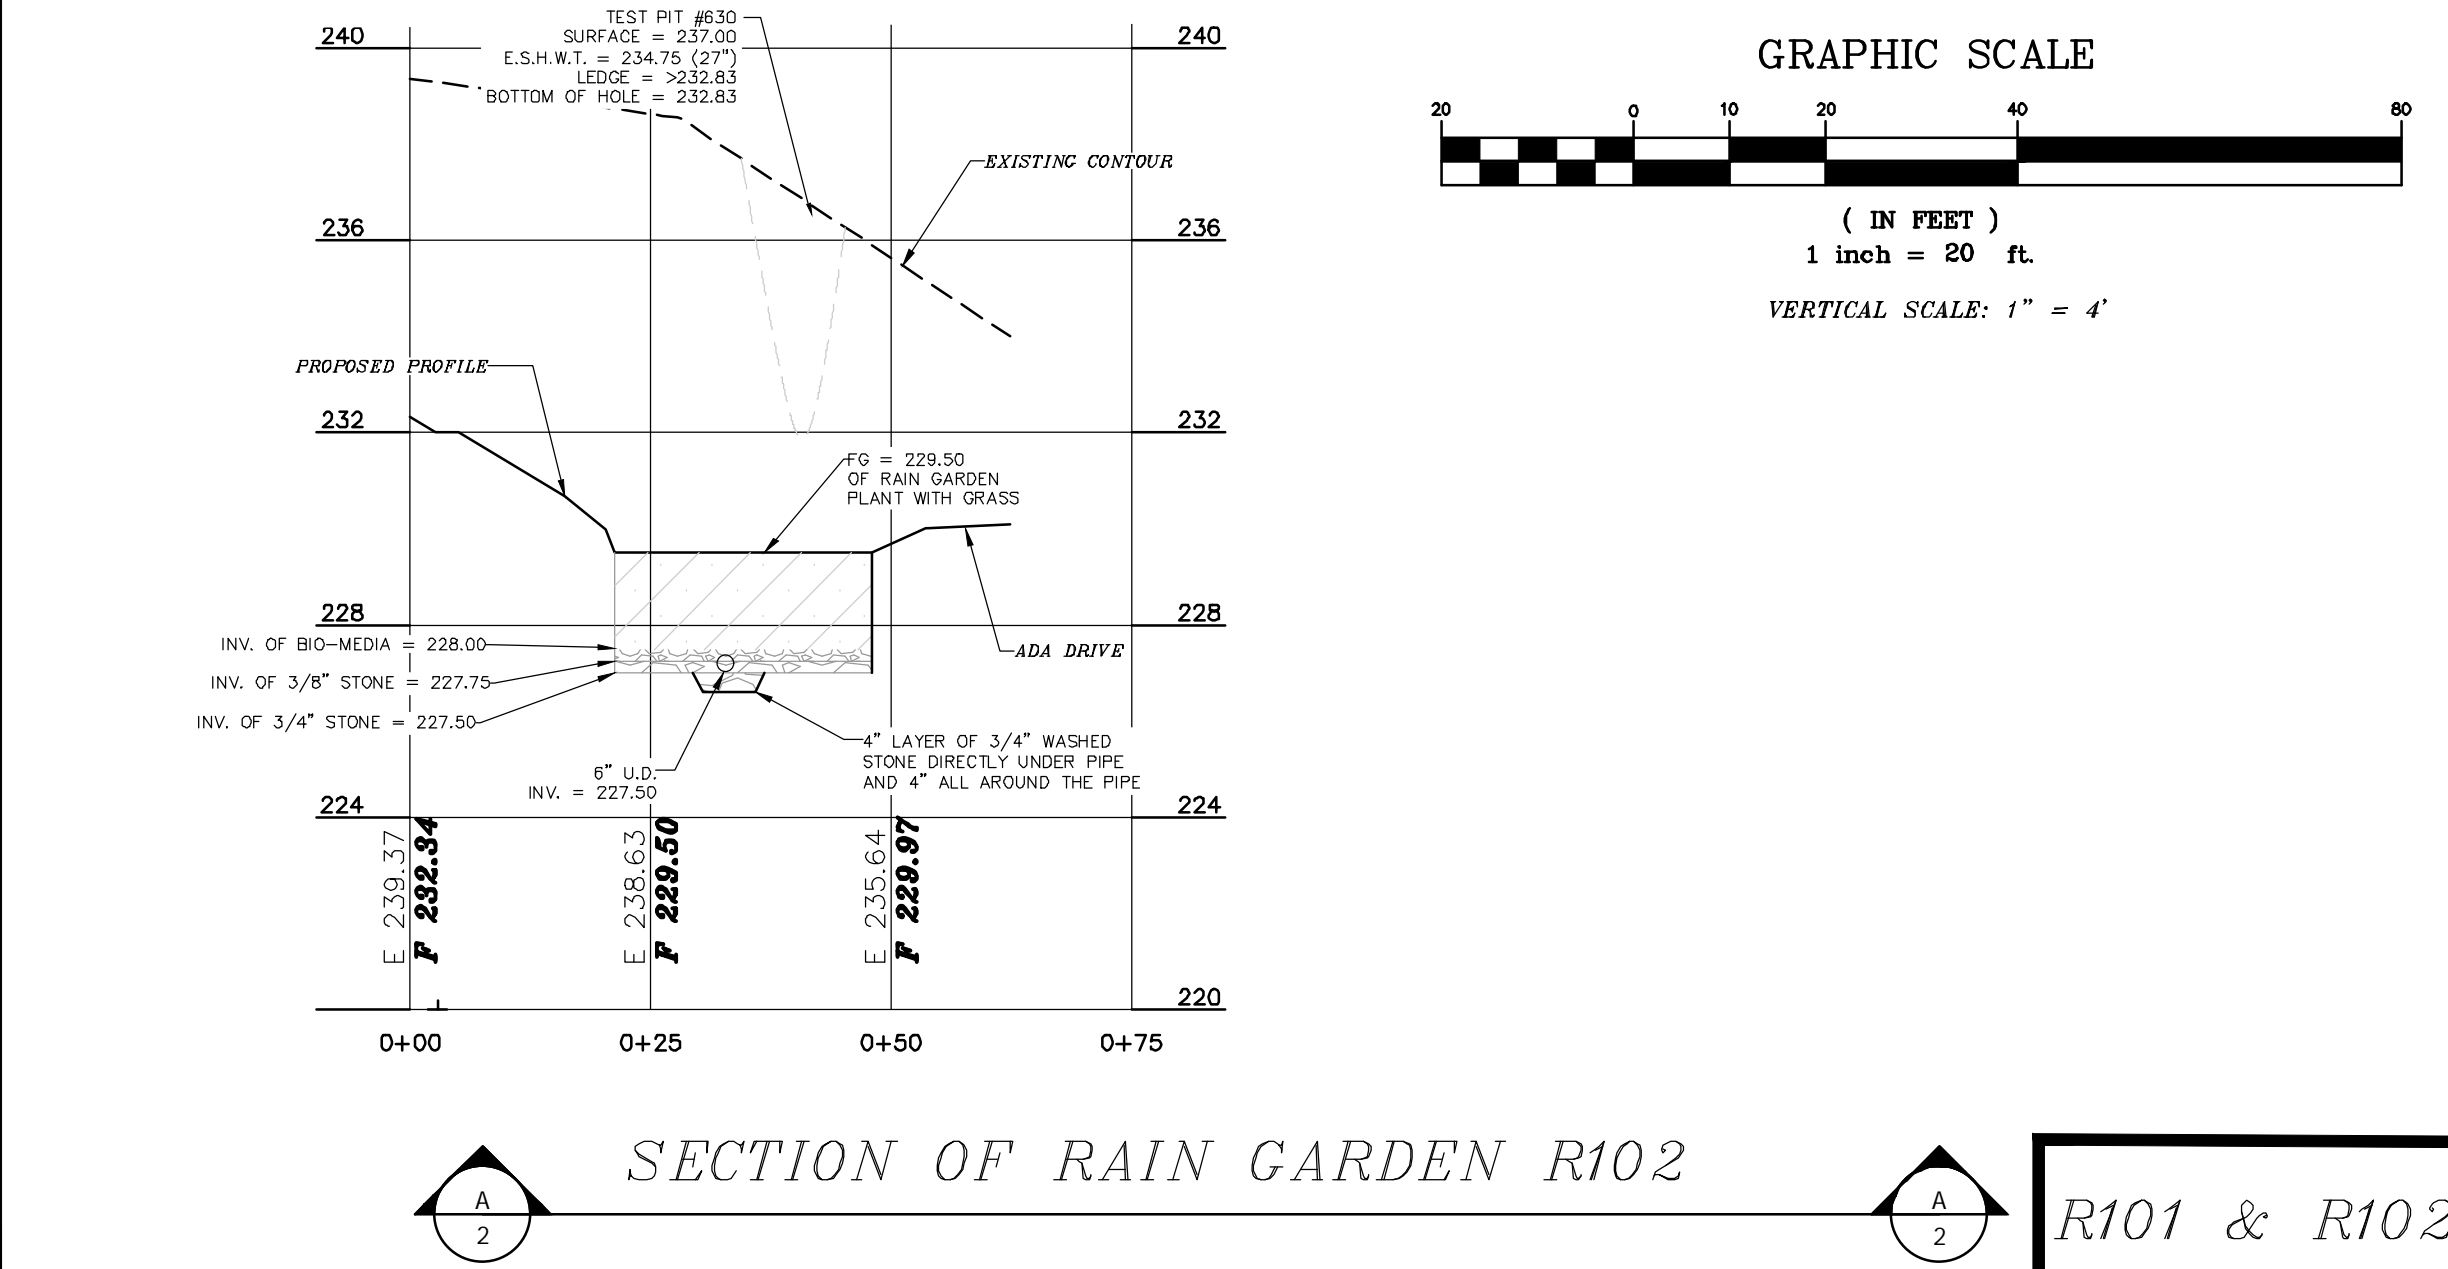 TEST PIT #630
SURFACE = 237.00
E.S.H.W.T. = 234.75 (27")
LEDGE = >232.83
BOTTOM OF HOLE = 232.83
240
240
EXISTING CONTOUR
236
236
PROPOSED PROFILE
232
232
FG = 229.50
OF RAIN GARDEN
PLANT WITH GRASS
228
228
INV. OF BIO-MEDIA = 228.00
ADA DRIVE
INV. OF 3/8" STONE = 227.75
INV. OF 3/4" STONE = 227.50
4" LAYER OF 3/4" WASHED
STONE DIRECTLY UNDER PIPE
AND 4" ALL AROUND THE PIPE
6" U.D.
INV. = 227.50
224
224
E 239.37
F 232.34
E 238.63
F 229.50
E 235.64
F 229.97
220
0+00
0+25
0+50
0+75
GRAPHIC SCALE
20
0
10
20
40
80
( IN FEET )
1 inch = 20 ft.
VERTICAL SCALE: 1" = 4'
A
2
SECTION OF RAIN GARDEN R102
A
2
R101 & R102